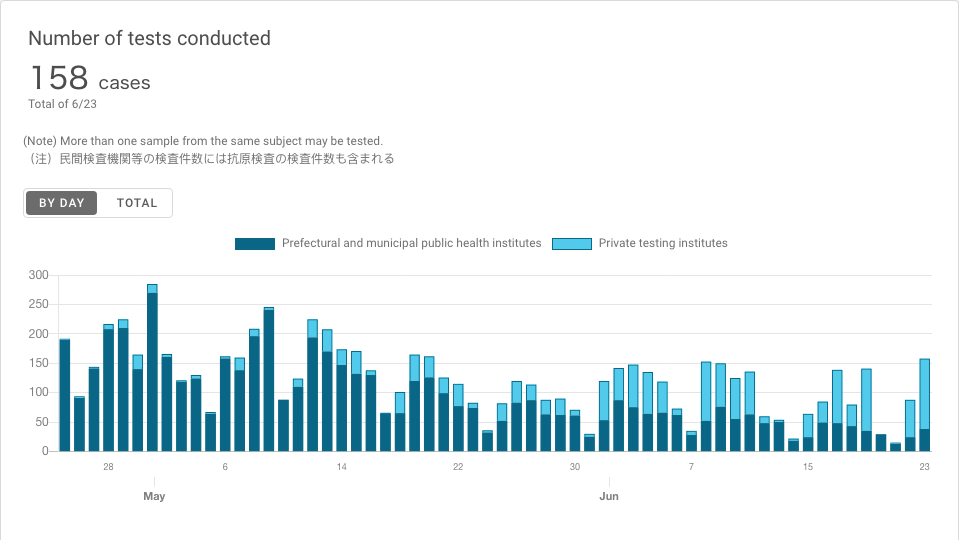 Number of tests conducted
158 cases
Total of 6/23
(Note) More than one sample from the same subject may be tested.
（注）民間検査機関等の検査件数には抗原検査の検査件数も含まれる
BY DAY TOTAL
Prefectural and municipal public health institutes Private testing institutes
300
250
200
150
100
50
0
28 6 14 22 30 7 15 23
May Jun